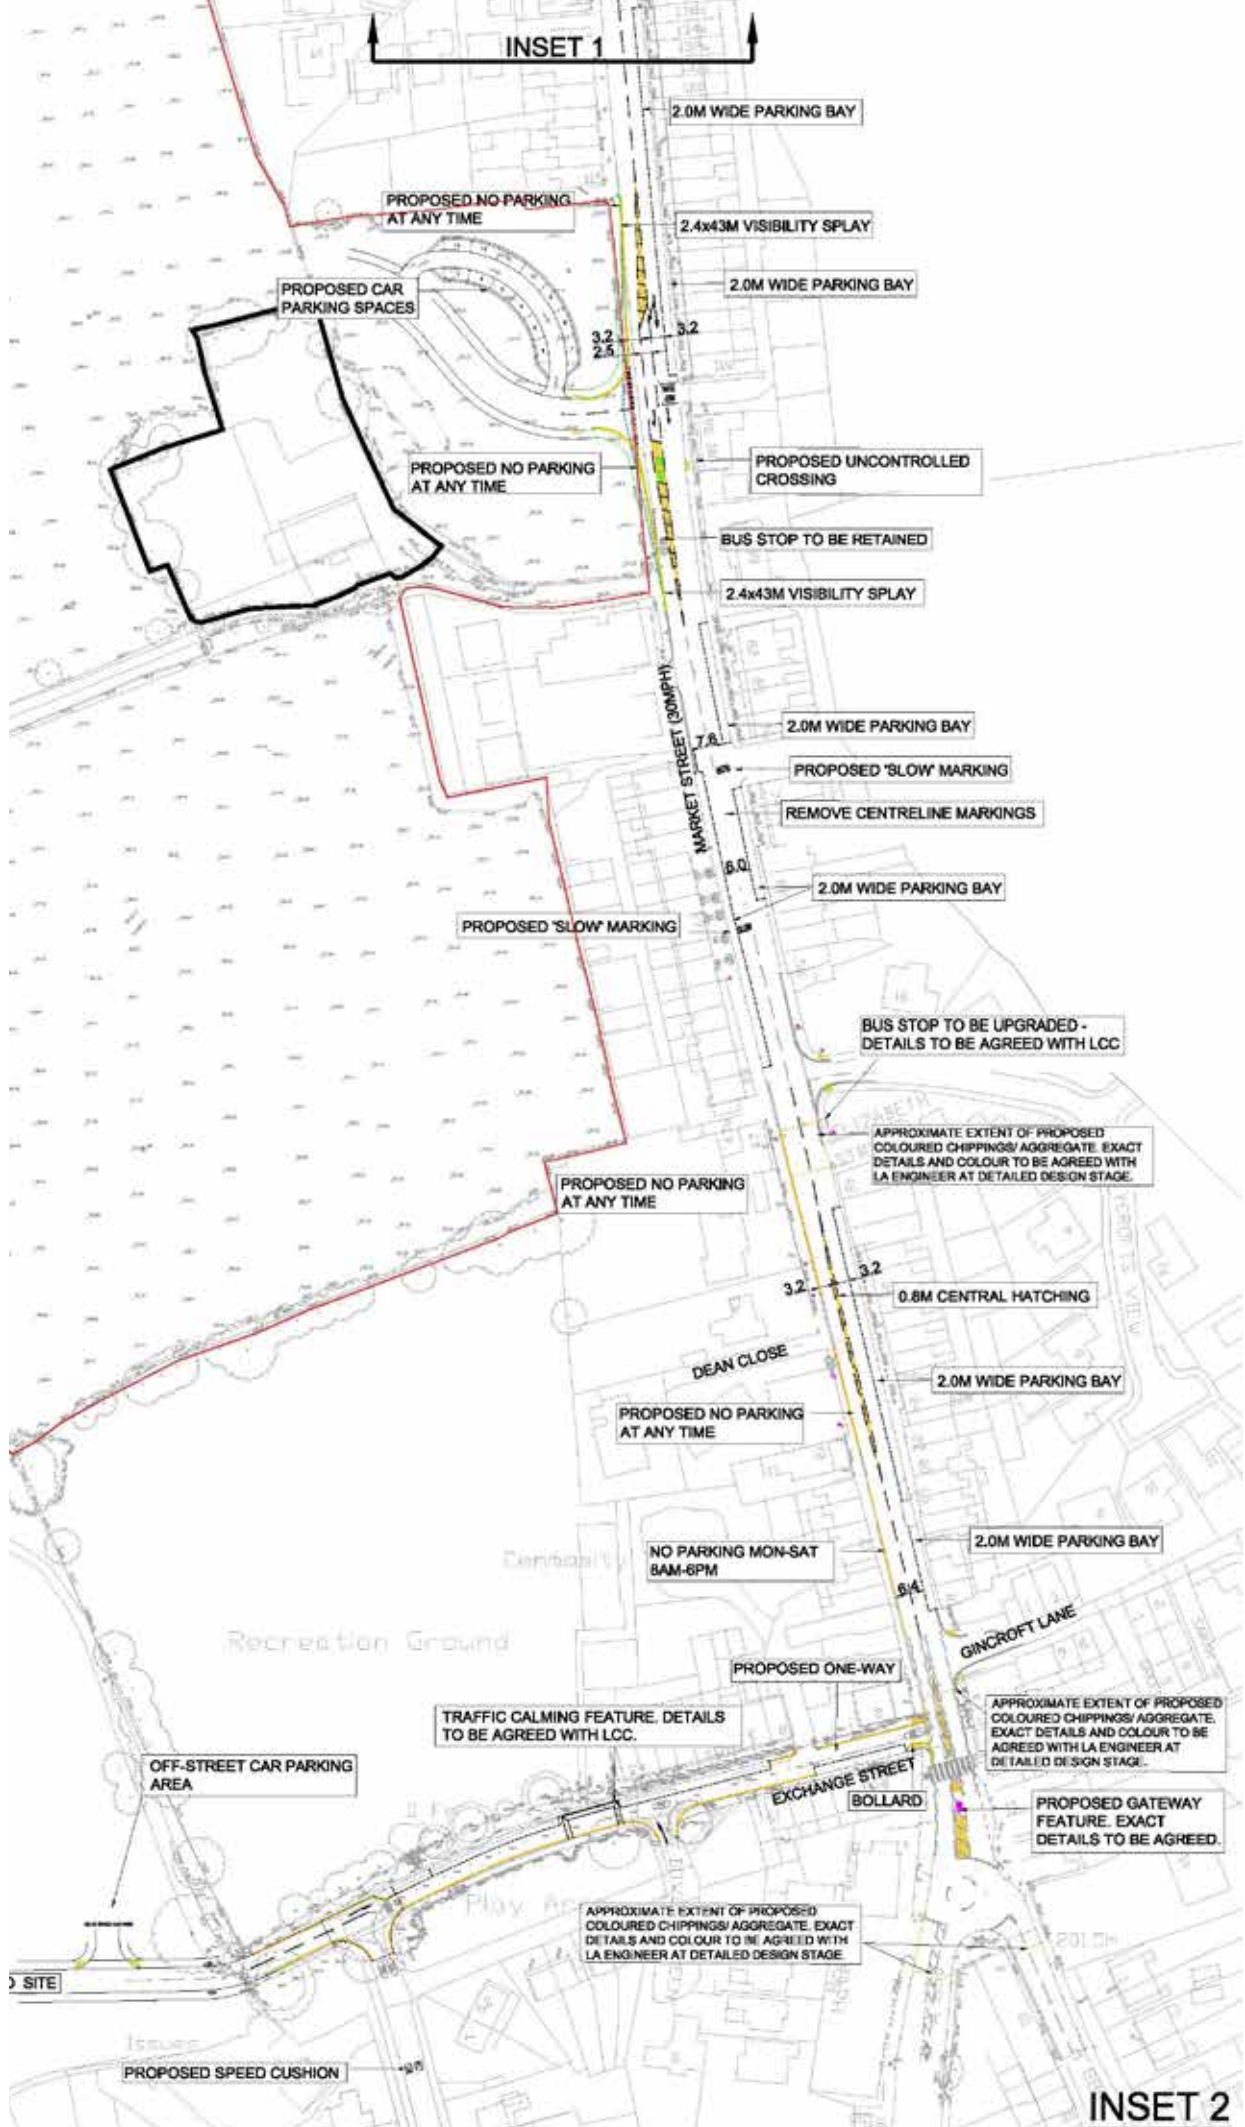 INSET 1
2.0M WIDE PARKING BAY
PROPOSED NO PARKING
AT ANY TIME
2.4x43M VISIBILITY SPLAY
PROPOSED CAR
PARKING SPACES
2.0M WIDE PARKING BAY
3.2
3.2
2.5
PROPOSED NO PARKING
AT ANY TIME
PROPOSED UNCONTROLLED
CROSSING
BUS STOP TO BE RETAINED
2.4x43M VISIBILITY SPLAY
MARKET STREET (30MPH)
2.0M WIDE PARKING BAY
7.6
PROPOSED 'SLOW' MARKING
REMOVE CENTRELINE MARKINGS
6.0
2.0M WIDE PARKING BAY
PROPOSED 'SLOW' MARKING
BUS STOP TO BE UPGRADED -
DETAILS TO BE AGREED WITH LCC
APPROXIMATE EXTENT OF PROPOSED
COLOURED CHIPPINGS/ AGGREGATE. EXACT
DETAILS AND COLOUR TO BE AGREED WITH
LA ENGINEER AT DETAILED DESIGN STAGE.
PROPOSED NO PARKING
AT ANY TIME
3.2
3.2
0.8M CENTRAL HATCHING
DEAN CLOSE
2.0M WIDE PARKING BAY
PROPOSED NO PARKING
AT ANY TIME
2.0M WIDE PARKING BAY
NO PARKING MON-SAT
8AM-6PM
6.4
GINCROFT LANE
Recreation Ground
PROPOSED ONE-WAY
TRAFFIC CALMING FEATURE. DETAILS
TO BE AGREED WITH LCC.
APPROXIMATE EXTENT OF PROPOSED
COLOURED CHIPPINGS/ AGGREGATE.
EXACT DETAILS AND COLOUR TO BE
AGREED WITH LA ENGINEER AT
DETAILED DESIGN STAGE.
OFF-STREET CAR PARKING
AREA
EXCHANGE STREET
BOLLARD
PROPOSED GATEWAY
FEATURE. EXACT
DETAILS TO BE AGREED.
Play
APPROXIMATE EXTENT OF PROPOSED
COLOURED CHIPPINGS/ AGGREGATE. EXACT
DETAILS AND COLOUR TO BE AGREED WITH
LA ENGINEER AT DETAILED DESIGN STAGE.
SITE
Issues
PROPOSED SPEED CUSHION
INSET 2